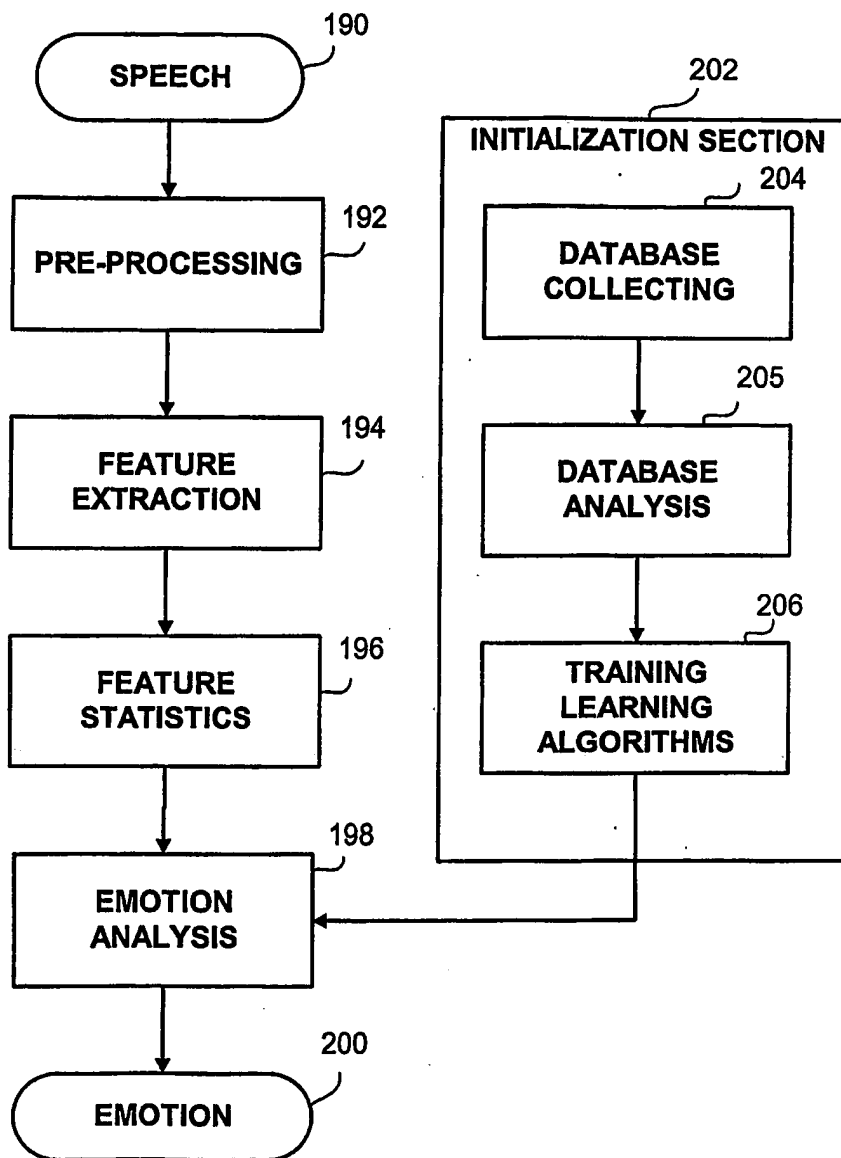 190
SPEECH
192
PRE-PROCESSING
194
FEATURE
EXTRACTION
196
FEATURE
STATISTICS
198
EMOTION
ANALYSIS
200
EMOTION
202
INITIALIZATION SECTION
204
DATABASE
COLLECTING
205
DATABASE
ANALYSIS
206
TRAINING
LEARNING
ALGORITHMS